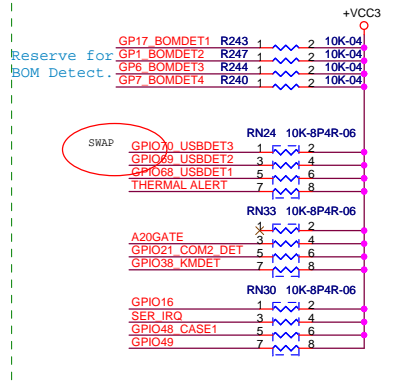 +VCC3
GP17_BOMDET1 R243 1 2 10K-04
Reserve for GP1_BOMDET2 R247 1 2 10K-04
GP6_BOMDET3 R244 1 2 10K-04
BOM Detect. GP7_BOMDET4 R240 1 2 10K-04
RN24 10K-8P4R-06
SWAP
GPIO70_USBDET3 1 2
GPIO69_USBDET2 3 4
GPIO68_USBDET1 5 6
THERMAL ALERT 7 8
RN33 10K-8P4R-06
1 2
A20GATE 3 4
GPIO21_COM2_DET 5 6
GPIO38_KMDET 7 8
RN30 10K-8P4R-06
GPIO16 1 2
SER_IRQ 3 4
GPIO48_CASE1 5 6
GPIO49 7 8